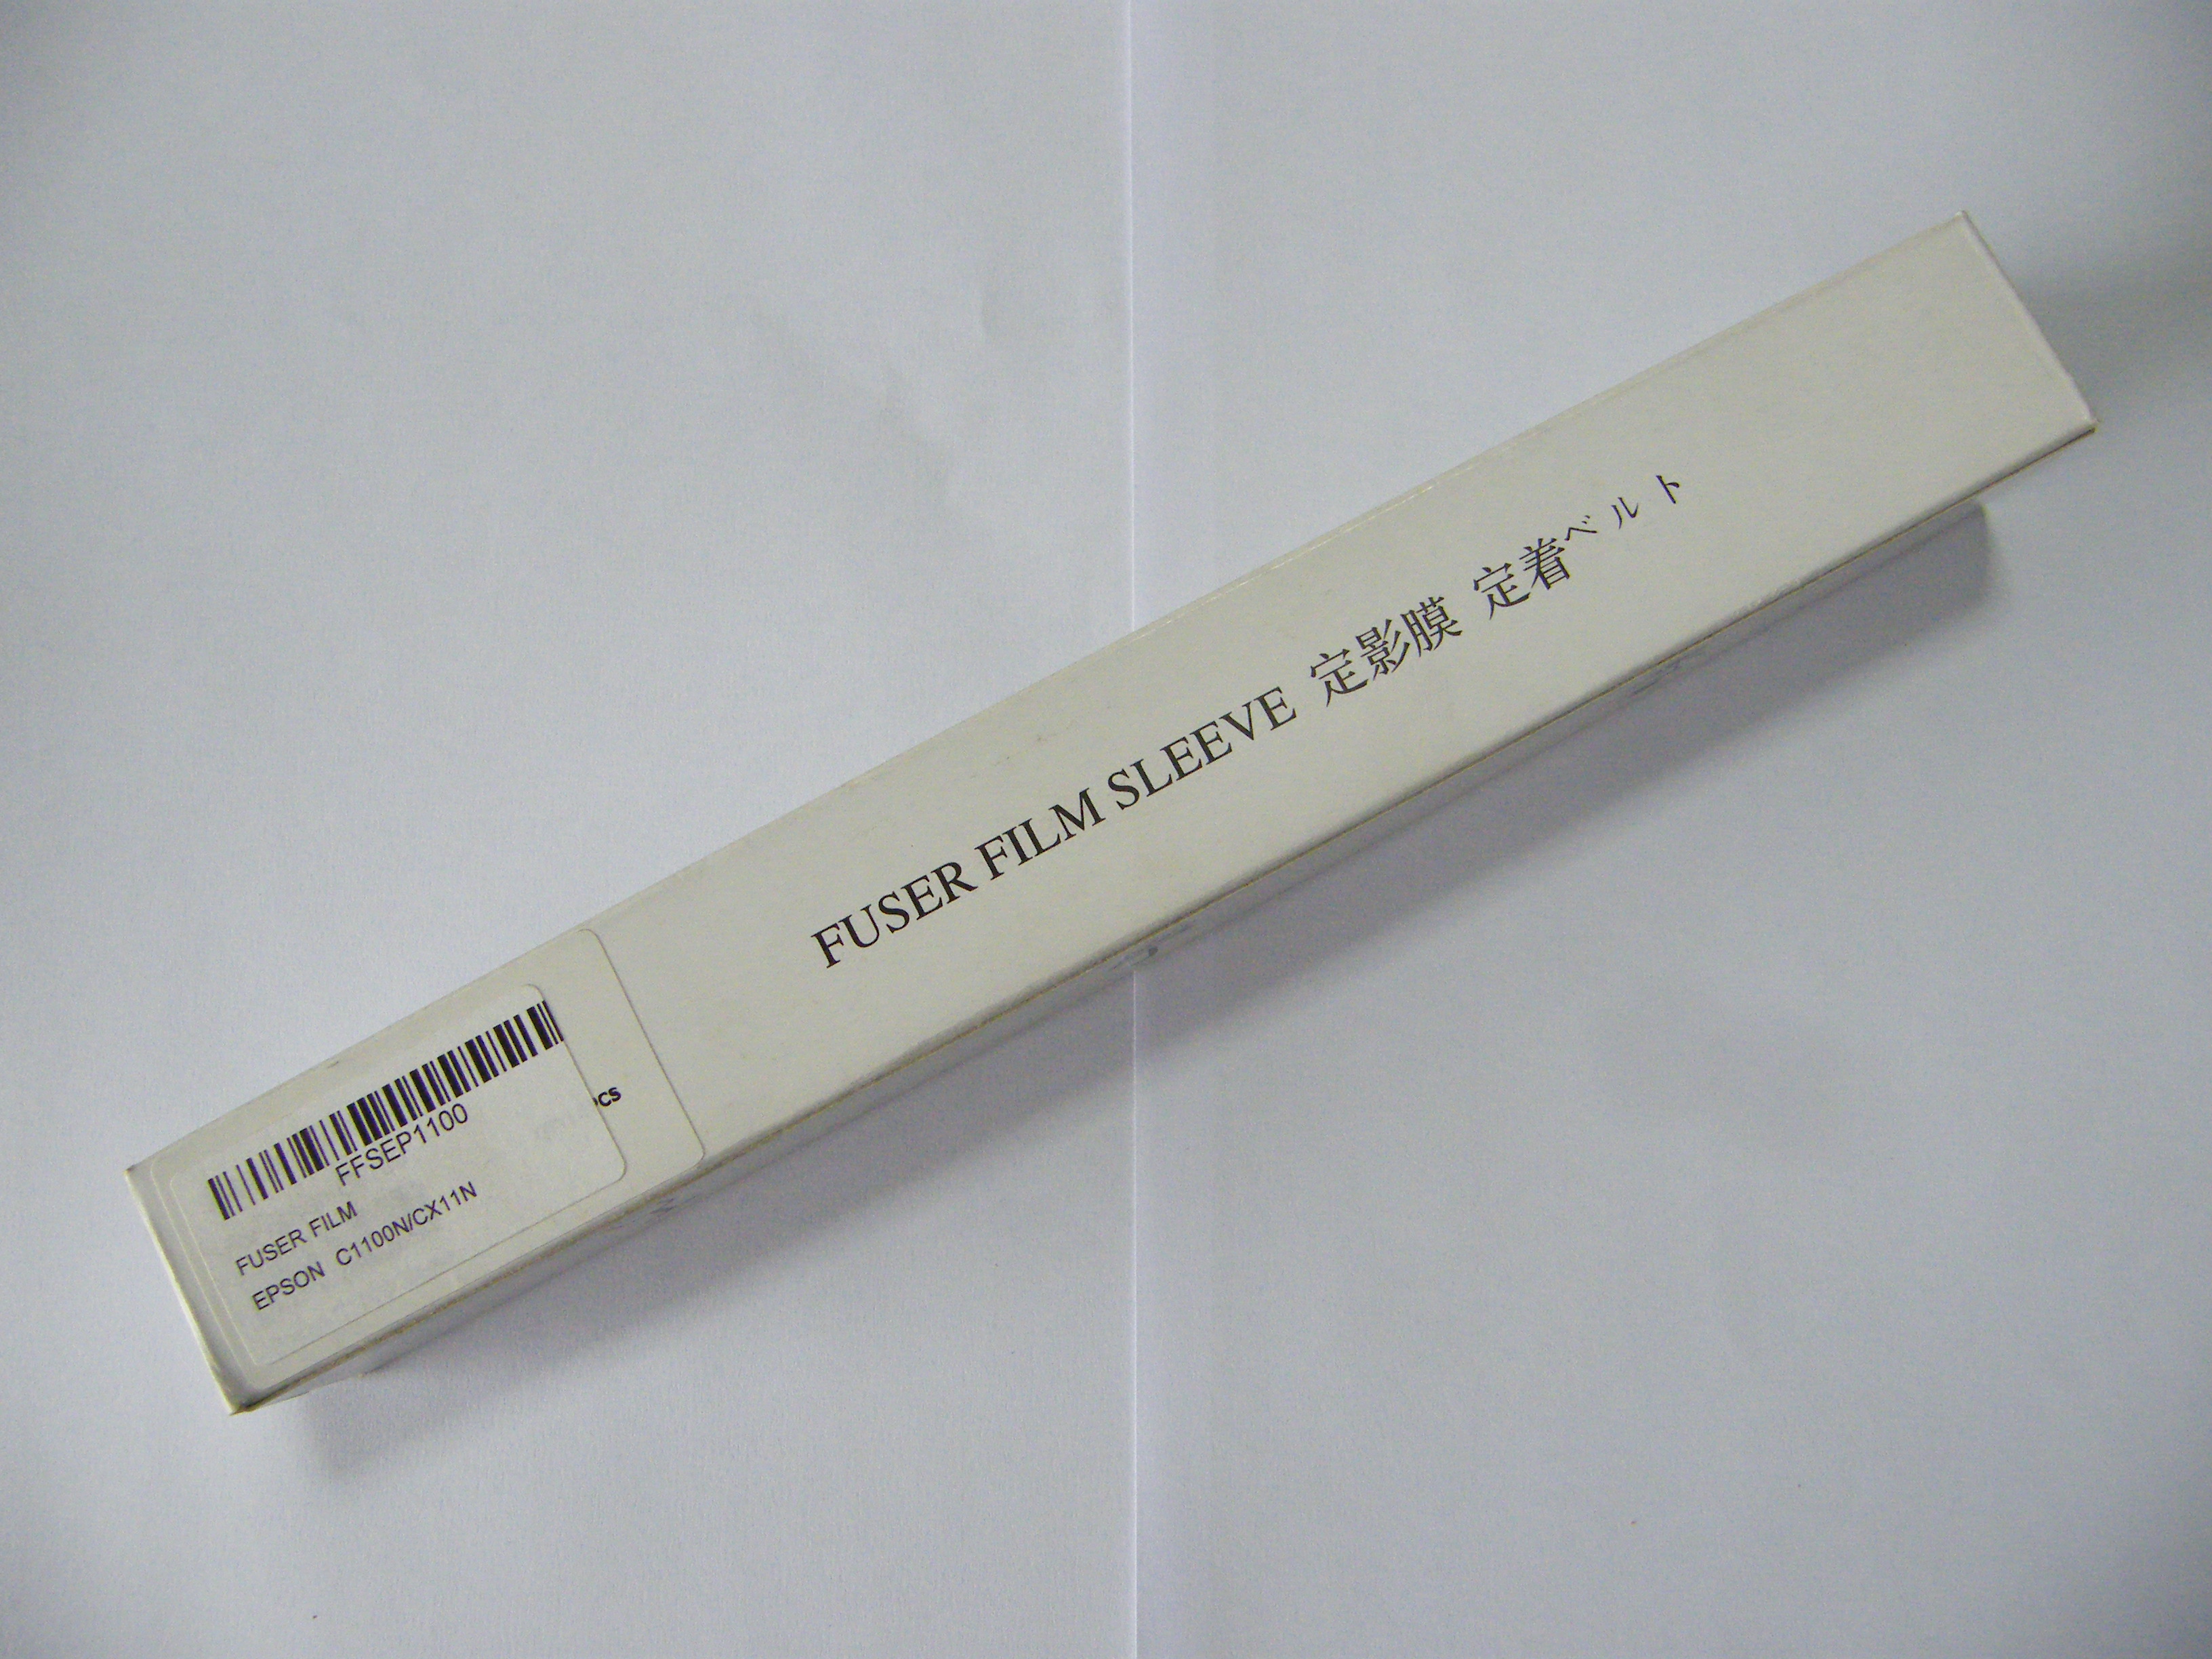 FUSER FILM SLEEVE 定影膜 定着ベルト
FFSEP1100
FUSER FILM
EPSON C1100N/CX11N